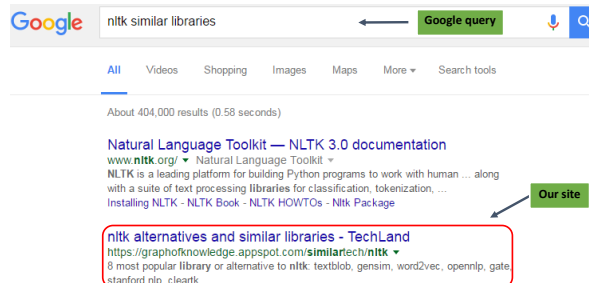 Google nltk similar libraries Google query
All Videos Shopping Images Maps More Search tools
About 404,000 results (0.58 seconds)
Natural Language Toolkit — NLTK 3.0 documentation
www.nltk.org/ Natural Language Toolkit
NLTK is a leading platform for building Python programs to work with human ... along
with a suite of text processing libraries for classification, tokenization, ...
Installing NLTK - NLTK Book - NLTK HOWTOs - Nltk Package
Our site
nltk alternatives and similar libraries - TechLand
https://graphofknowledge.appspot.com/similartech/nltk
8 most popular library or alternative to nltk: textblob, gensim, word2vec, opennlp, gate,
stanford nlp, cleartk